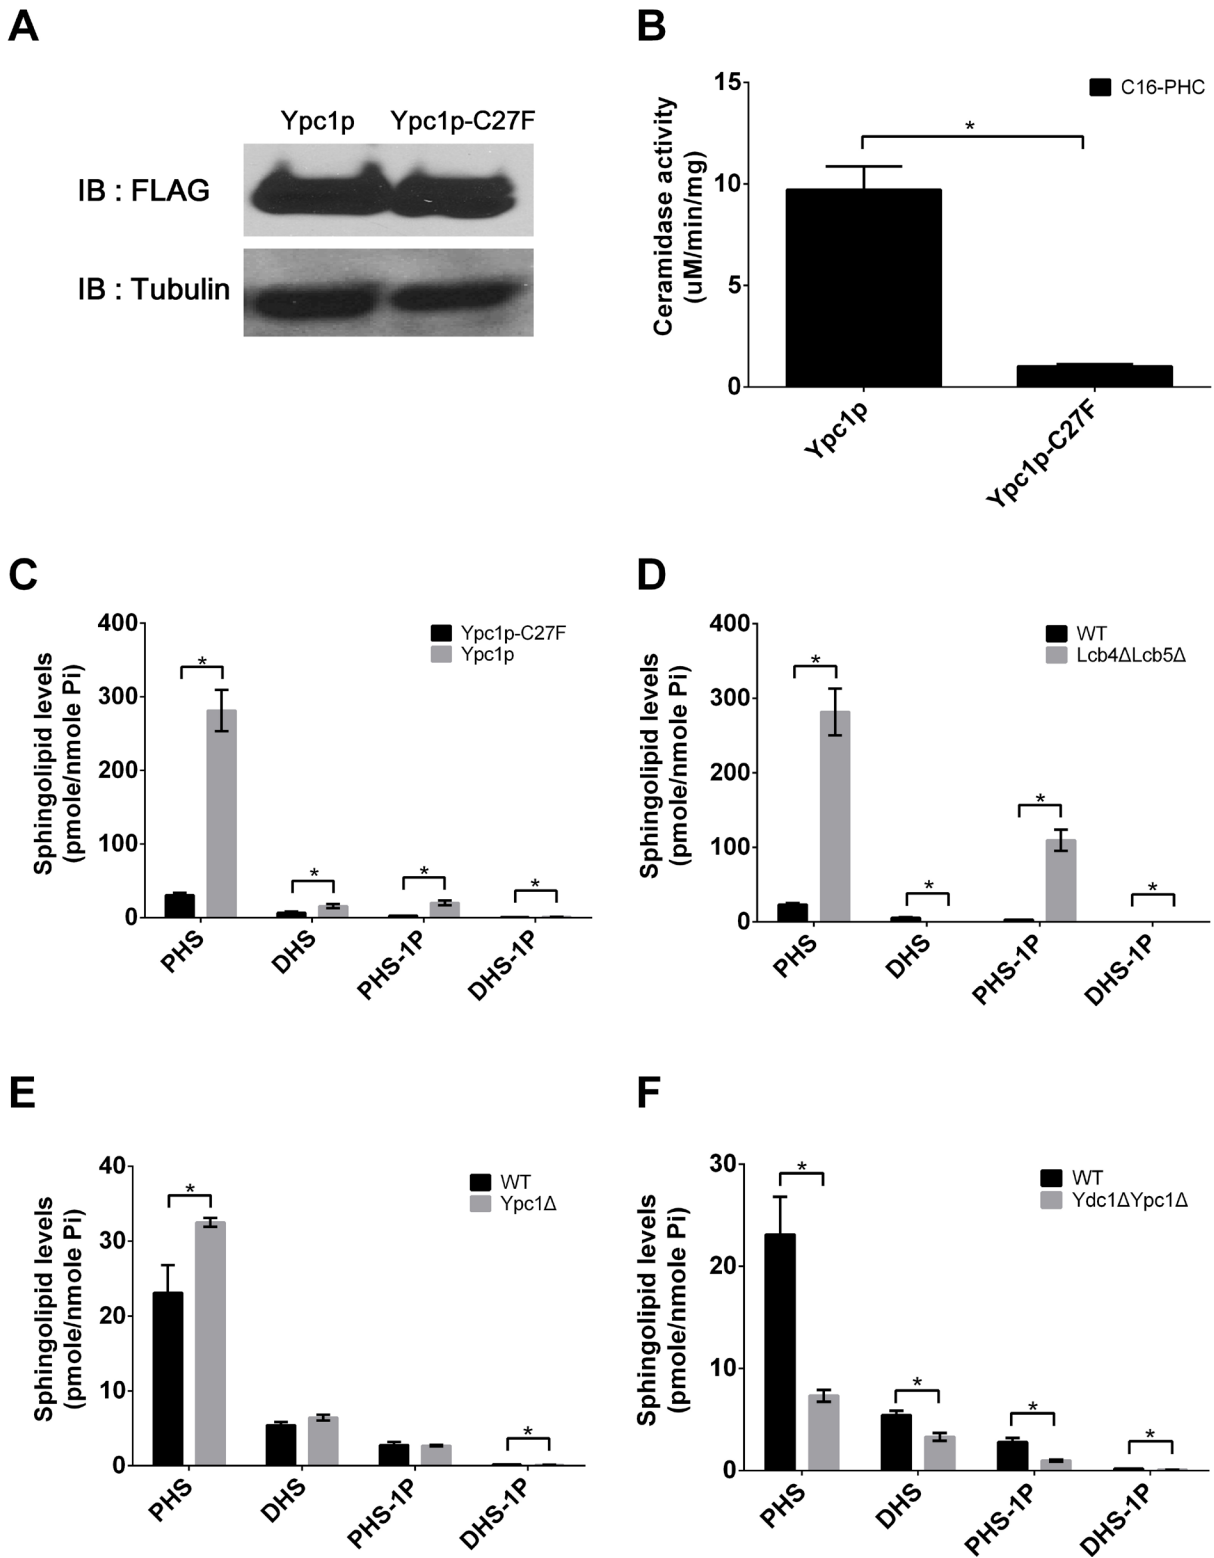 A
Ypc1p Ypc1p-C27F
IB : FLAG
IB : Tubulin
B
Ceramidase activity
(uM/min/mg)
15
10
5
0
C16-PHC
*
Ypc1p
Ypc1p-C27F
C
Sphingolipid levels
(pmole/nmole Pi)
400
300
200
100
0
Ypc1p-C27F
Ypc1p
*
*
*
*
PHS
DHS
PHS-1P
DHS-1P
D
Sphingolipid levels
(pmole/nmole Pi)
400
300
200
100
0
WT
Lcb4ΔLcb5Δ
*
*
*
*
PHS
DHS
PHS-1P
DHS-1P
E
Sphingolipid levels
(pmole/nmole Pi)
40
30
20
10
0
WT
Ypc1Δ
*
*
PHS
DHS
PHS-1P
DHS-1P
F
Sphingolipid levels
(pmole/nmole Pi)
30
20
10
0
WT
Ydc1ΔYpc1Δ
*
*
*
*
PHS
DHS
PHS-1P
DHS-1P